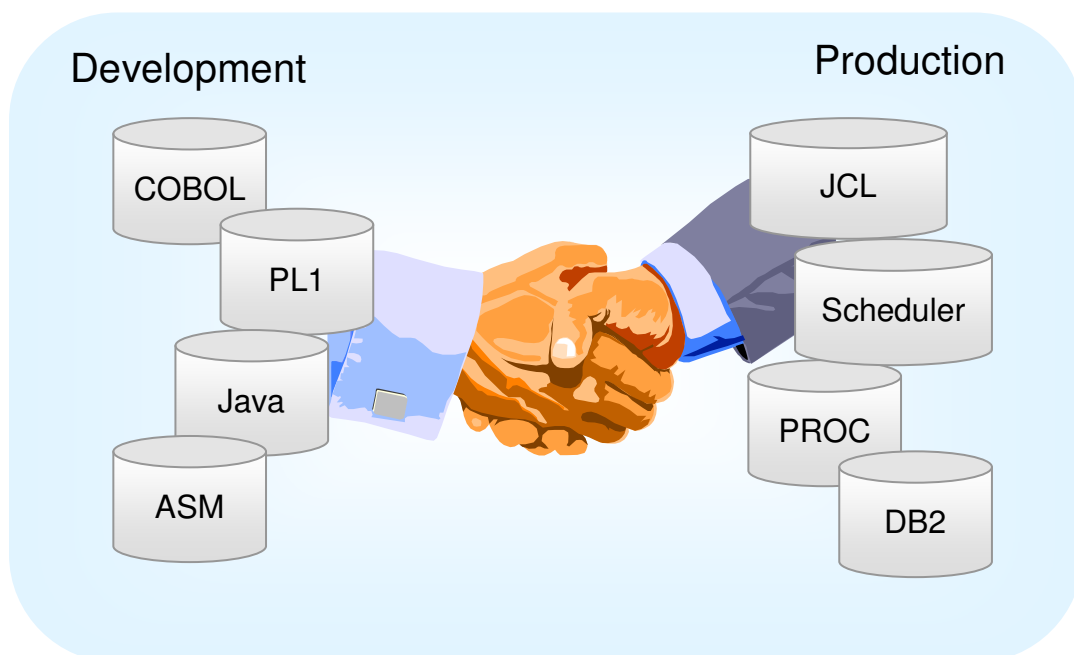 Development
COBOL
PL1
Java
ASM
Production
JCL
Scheduler
PROC
DB2